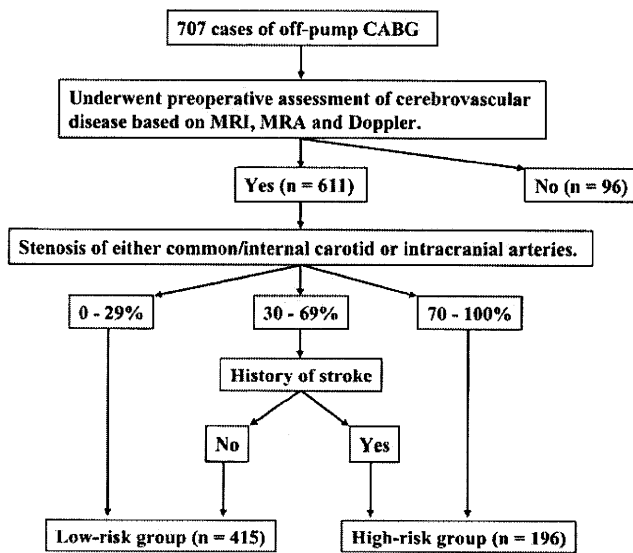 707 cases of off-pump CABG
Underwent preoperative assessment of cerebrovascular
disease based on MRI, MRA and Doppler.
Yes (n = 611)
No (n = 96)
Stenosis of either common/internal carotid or intracranial arteries.
0 - 29%
30 - 69%
70 - 100%
History of stroke
No
Yes
Low-risk group (n = 415)
High-risk group (n = 196)